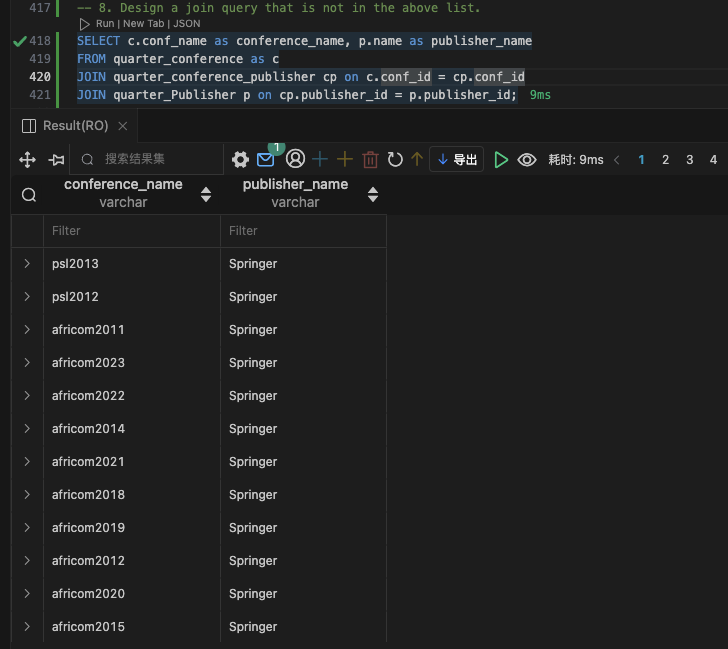 417 -- 8. Design a join query that is not in the above list.
Run | New Tab | JSON
418 SELECT c.conf_name as conference_name, p.name as publisher_name
419 FROM quarter_conference as c
420 JOIN quarter_conference_publisher cp on c.conf_id = cp.conf_id
421 JOIN quarter_Publisher p on cp.publisher_id = p.publisher_id; 9ms
Result(RO)
搜索结果集 1 导出 耗时: 9ms 1 2 3 4
conference_name publisher_name
varchar varchar
Filter Filter
psl2013 Springer
psl2012 Springer
africom2011 Springer
africom2023 Springer
africom2022 Springer
africom2014 Springer
africom2021 Springer
africom2018 Springer
africom2019 Springer
africom2012 Springer
africom2020 Springer
africom2015 Springer